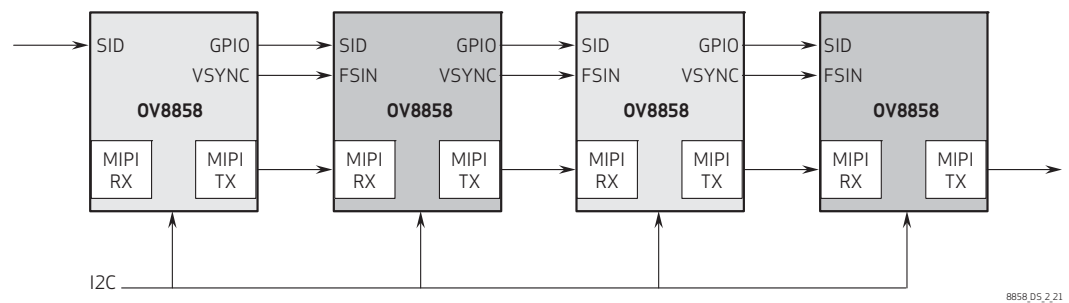 SID GPIO SID GPIO SID GPIO SID
VSYNC FSIN VSYNC FSIN VSYNC FSIN
OV8858 OV8858 OV8858 OV8858
MIPI MIPI MIPI MIPI MIPI MIPI MIPI MIPI
RX TX RX TX RX TX RX TX
I2C
8858_DS_2_21